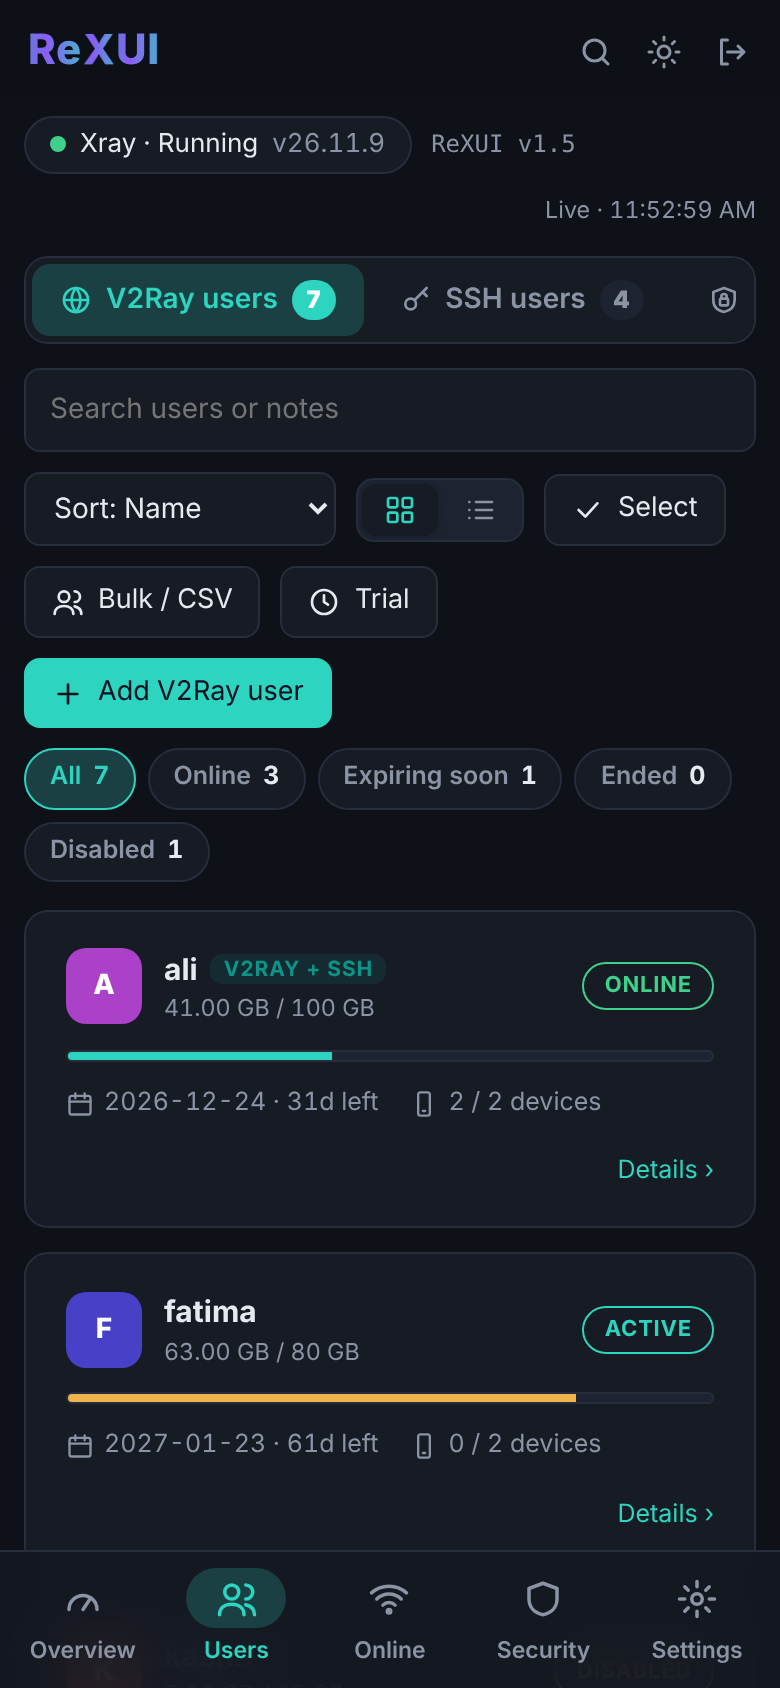 ReXUI
Xray · Running v26.11.9 ReXUI v1.5
Live · 11:52:59 AM
V2Ray users 7 SSH users 4
Search users or notes
Sort: Name Select
Bulk / CSV Trial
+ Add V2Ray user
All 7 Online 3 Expiring soon 1 Ended 0
Disabled 1
A ali V2RAY + SSH ONLINE
41.00 GB / 100 GB
2026-12-24 · 31d left 2 / 2 devices
Details ›
F fatima ACTIVE
63.00 GB / 80 GB
2027-01-23 · 61d left 0 / 2 devices
Details ›
Overview Users Online Security Settings
DISABLED